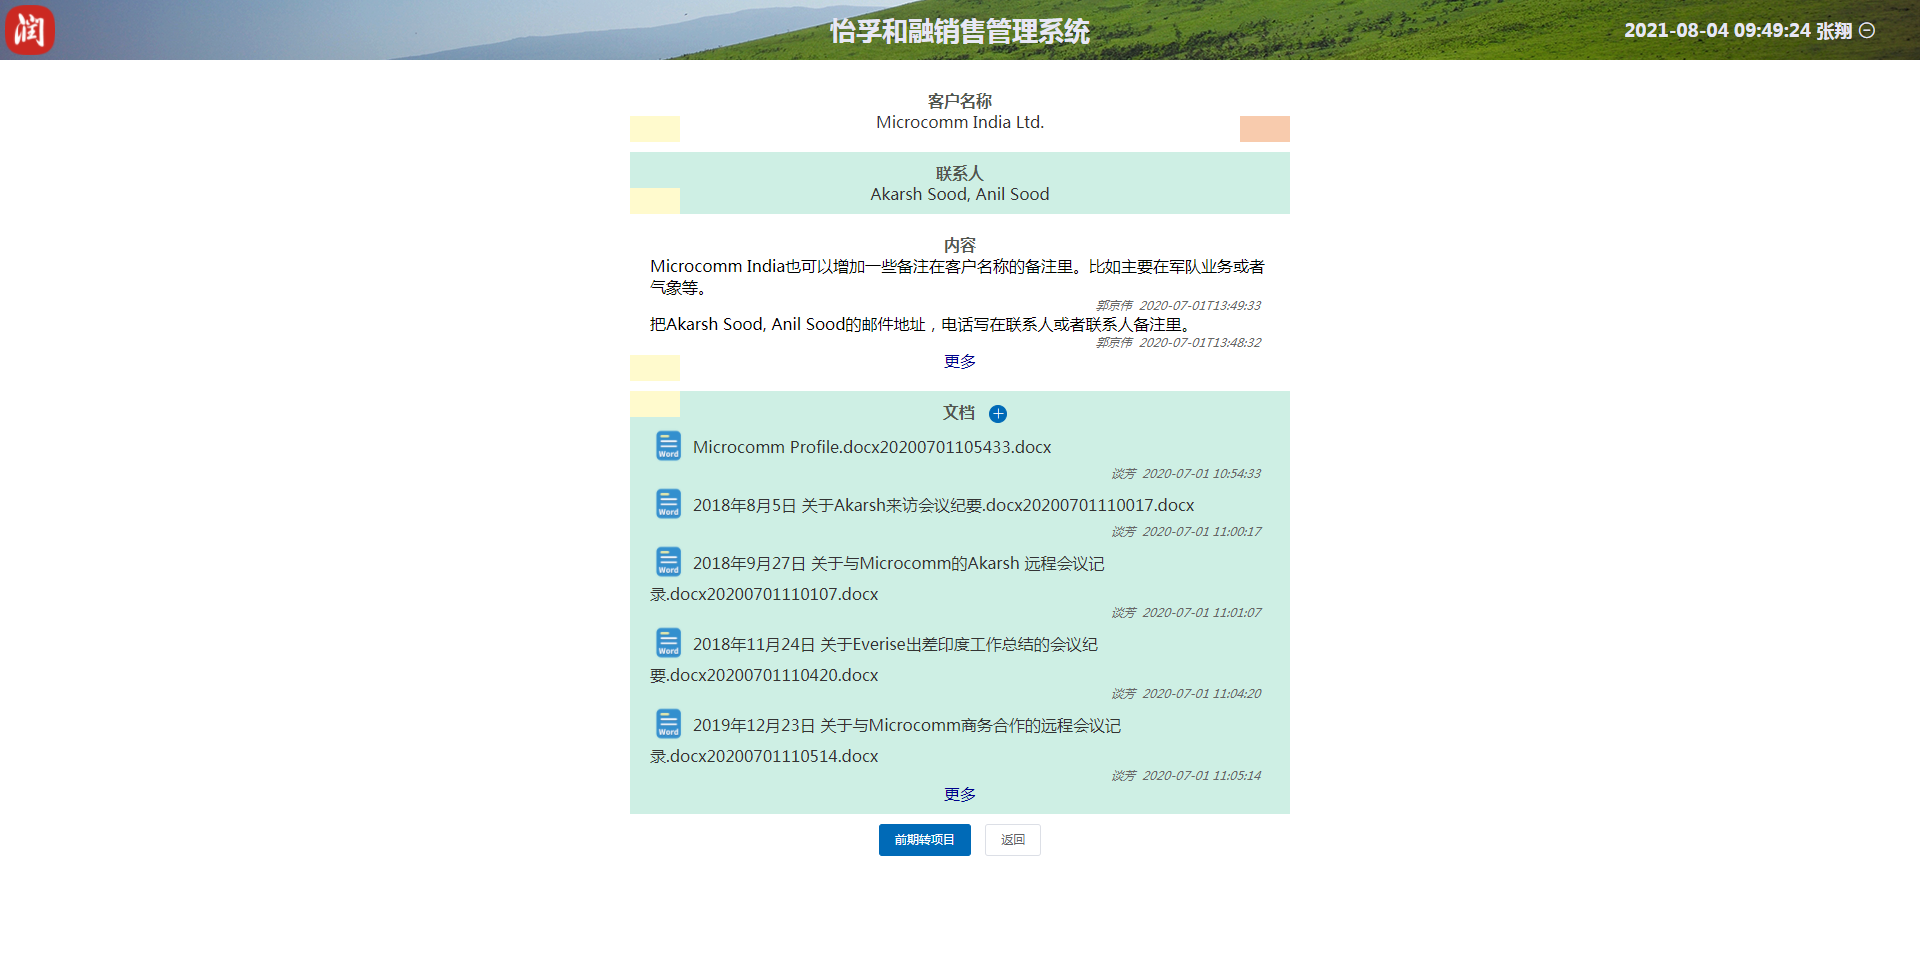 润
怡孚和融销售管理系统
2021-08-04 09:49:24 张翔
客户名称
Microcomm India Ltd.
联系人
Akarsh Sood, Anil Sood
内容
Microcomm India也可以增加一些备注在客户名称的备注里。比如主要在军队业务或者
气象等。
郭京伟 2020-07-01T13:49:33
把Akarsh Sood, Anil Sood的邮件地址，电话写在联系人或者联系人备注里。
郭京伟 2020-07-01T13:48:32
更多
文档
Word Microcomm Profile.docx20200701105433.docx
谈芳 2020-07-01 10:54:33
Word 2018年8月5日 关于Akarsh来访会议纪要.docx20200701110017.docx
谈芳 2020-07-01 11:00:17
Word 2018年9月27日 关于与Microcomm的Akarsh 远程会议记
录.docx20200701110107.docx
谈芳 2020-07-01 11:01:07
Word 2018年11月24日 关于Everise出差印度工作总结的会议纪
要.docx20200701110420.docx
谈芳 2020-07-01 11:04:20
Word 2019年12月23日 关于与Microcomm商务合作的远程会议记
录.docx20200701110514.docx
谈芳 2020-07-01 11:05:14
更多
前期转项目 返回